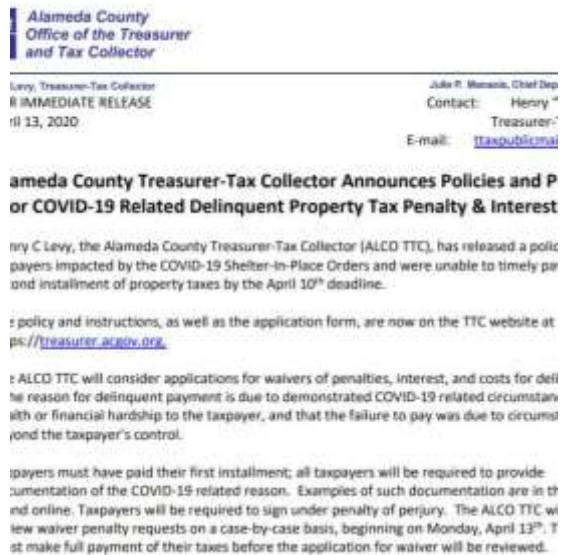 Alameda County
Office of the Treasurer
and Tax Collector
Levy, Treasurer-Tax Collector
Julie P. Manaois, Chief Dep
R IMMEDIATE RELEASE
Contact: Henry
ril 13, 2020
Treasurer-
E-mail: ttaxpublicmai
ameda County Treasurer-Tax Collector Announces Policies and P
or COVID-19 Related Delinquent Property Tax Penalty & Interest
nry C Levy, the Alameda County Treasurer-Tax Collector (ALCO TTC), has released a polic
payers impacted by the COVID-19 Shelter-In-Place Orders and were unable to timely pay
ond installment of property taxes by the April 10th deadline.
e policy and instructions, as well as the application form, are now on the TTC website at
ps://treasurer.acgov.org.
e ALCO TTC will consider applications for waivers of penalties, interest, and costs for deli
he reason for delinquent payment is due to demonstrated COVID-19 related circumstan
alth or financial hardship to the taxpayer, and that the failure to pay was due to circumst
yond the taxpayer's control.
xpayers must have paid their first installment; all taxpayers will be required to provide
cumentation of the COVID-19 related reason. Examples of such documentation are in th
nd online. Taxpayers will be required to sign under penalty of perjury. The ALCO TTC wi
iew waiver penalty requests on a case-by-case basis, beginning on Monday, April 13th. T
st make full payment of their taxes before the application for waiver will be reviewed.